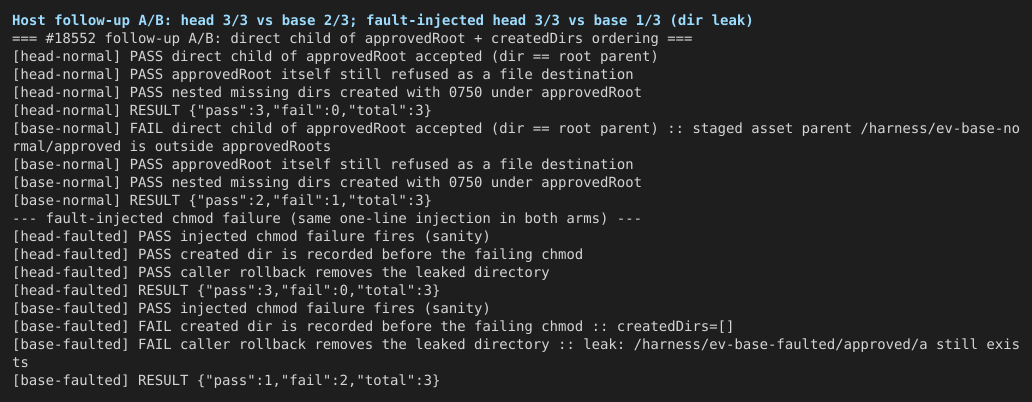 Host follow-up A/B: head 3/3 vs base 2/3; fault-injected head 3/3 vs base 1/3 (dir leak)
=== #18552 follow-up A/B: direct child of approvedRoot + createdDirs ordering ===
[head-normal] PASS direct child of approvedRoot accepted (dir == root parent)
[head-normal] PASS approvedRoot itself still refused as a file destination
[head-normal] PASS nested missing dirs created with 0750 under approvedRoot
[head-normal] RESULT {"pass":3,"fail":0,"total":3}
[base-normal] FAIL direct child of approvedRoot accepted (dir == root parent) :: staged asset parent /harness/ev-base-no
rmal/approved is outside approvedRoots
[base-normal] PASS approvedRoot itself still refused as a file destination
[base-normal] PASS nested missing dirs created with 0750 under approvedRoot
[base-normal] RESULT {"pass":2,"fail":1,"total":3}
--- fault-injected chmod failure (same one-line injection in both arms) ---
[head-faulted] PASS injected chmod failure fires (sanity)
[head-faulted] PASS created dir is recorded before the failing chmod
[head-faulted] PASS caller rollback removes the leaked directory
[head-faulted] RESULT {"pass":3,"fail":0,"total":3}
[base-faulted] PASS injected chmod failure fires (sanity)
[base-faulted] FAIL created dir is recorded before the failing chmod :: createdDirs=[]
[base-faulted] FAIL caller rollback removes the leaked directory :: leak: /harness/ev-base-faulted/approved/a still exis
ts
[base-faulted] RESULT {"pass":1,"fail":2,"total":3}